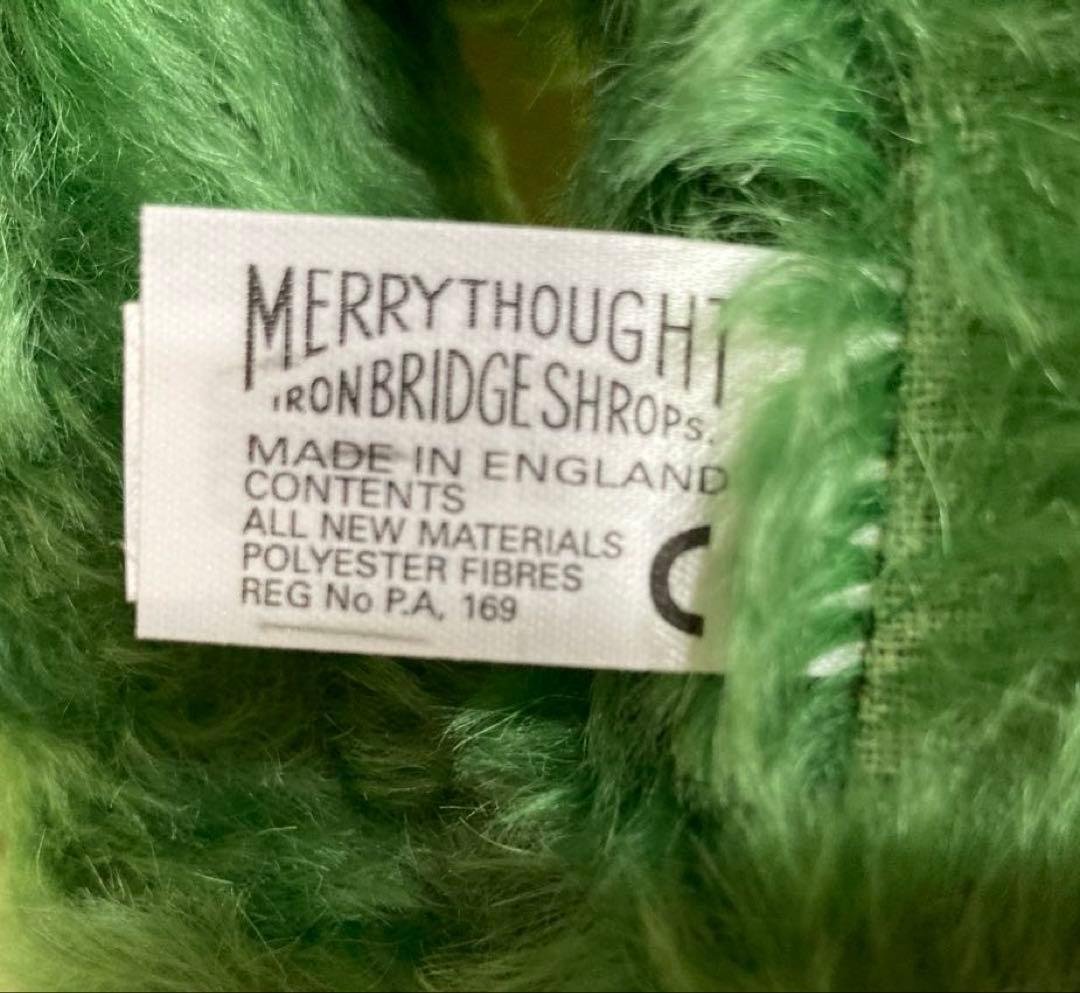 MERRYTHOUGHT
IRONBRIDGE SHROPS.
MADE IN ENGLAND
CONTENTS
ALL NEW MATERIALS
POLYESTER FIBRES
REG No P.A. 169
C